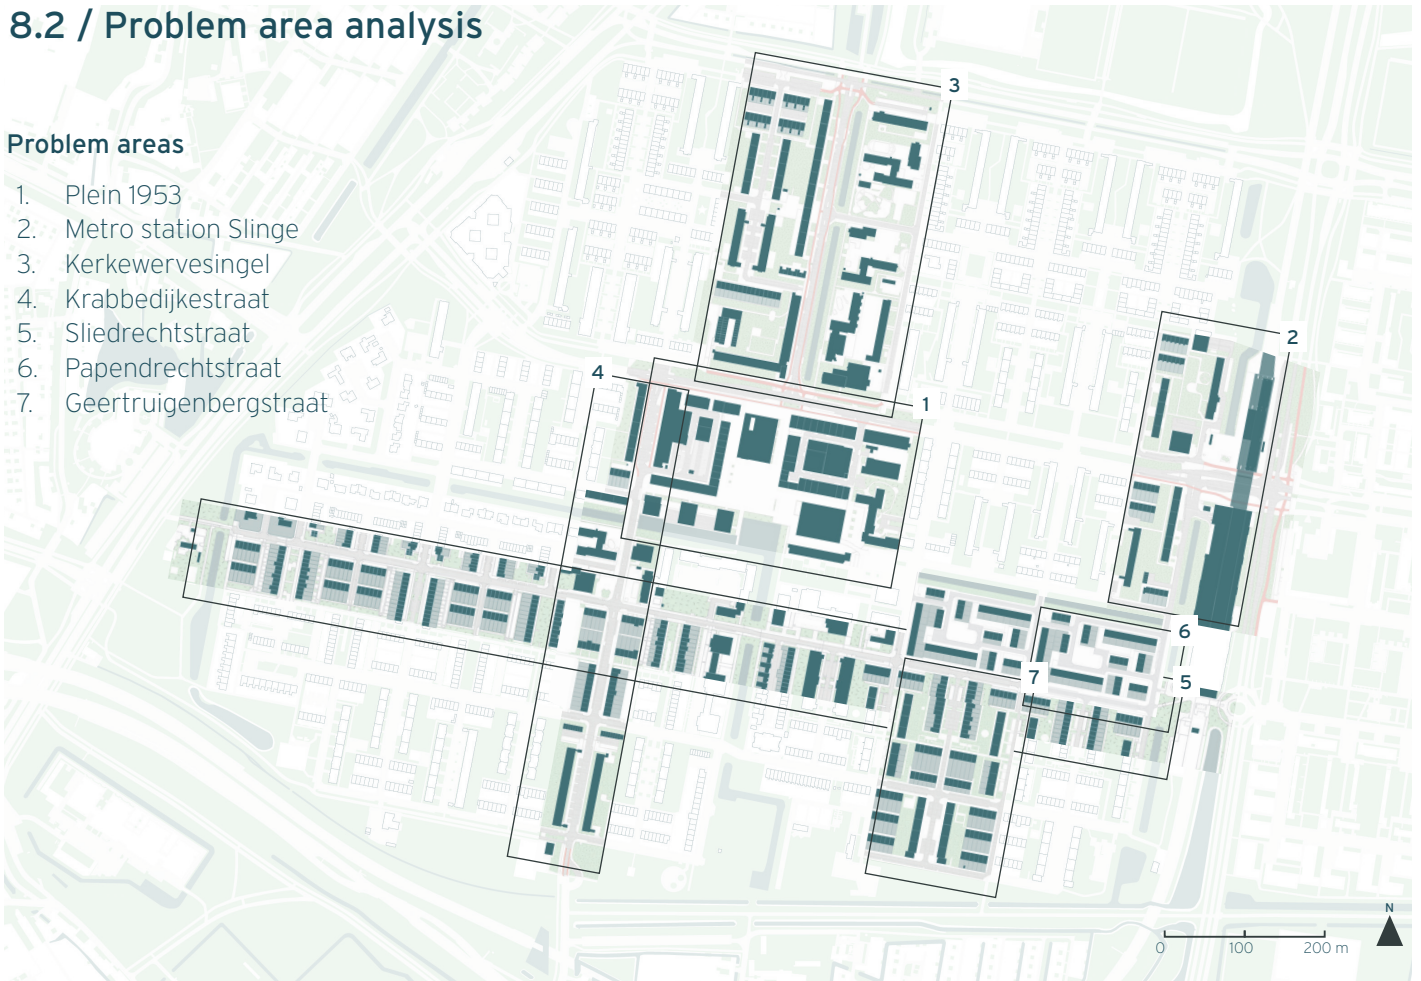 8.2 / Problem area analysis
Problem areas
1. Plein 1953
2. Metro station Slinge
3. Kerkewervesingel
4. Krabbedijkestraat
5. Sliedrechtstraat
6. Papendrechtstraat
7. Geertruigenbergstraat
3
2
4
1
6
7
5
N
0 100 200 m